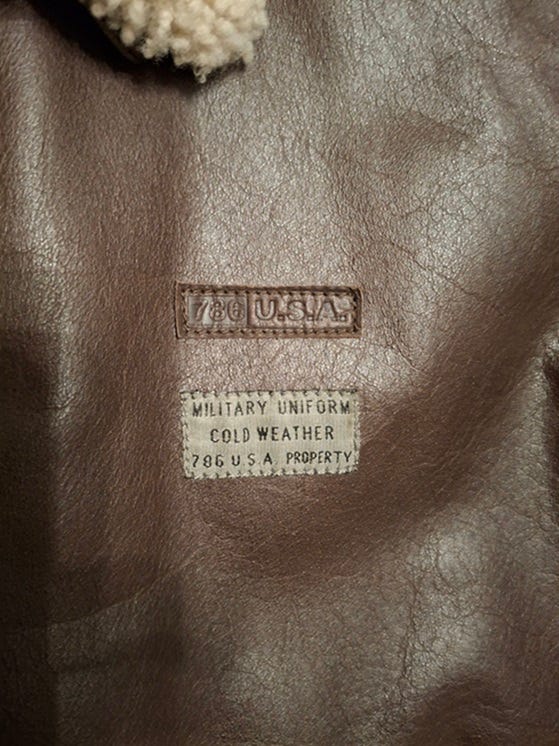 786 U.S.A.
MILITARY UNIFORM
COLD WEATHER
786 U.S.A. PROPERTY